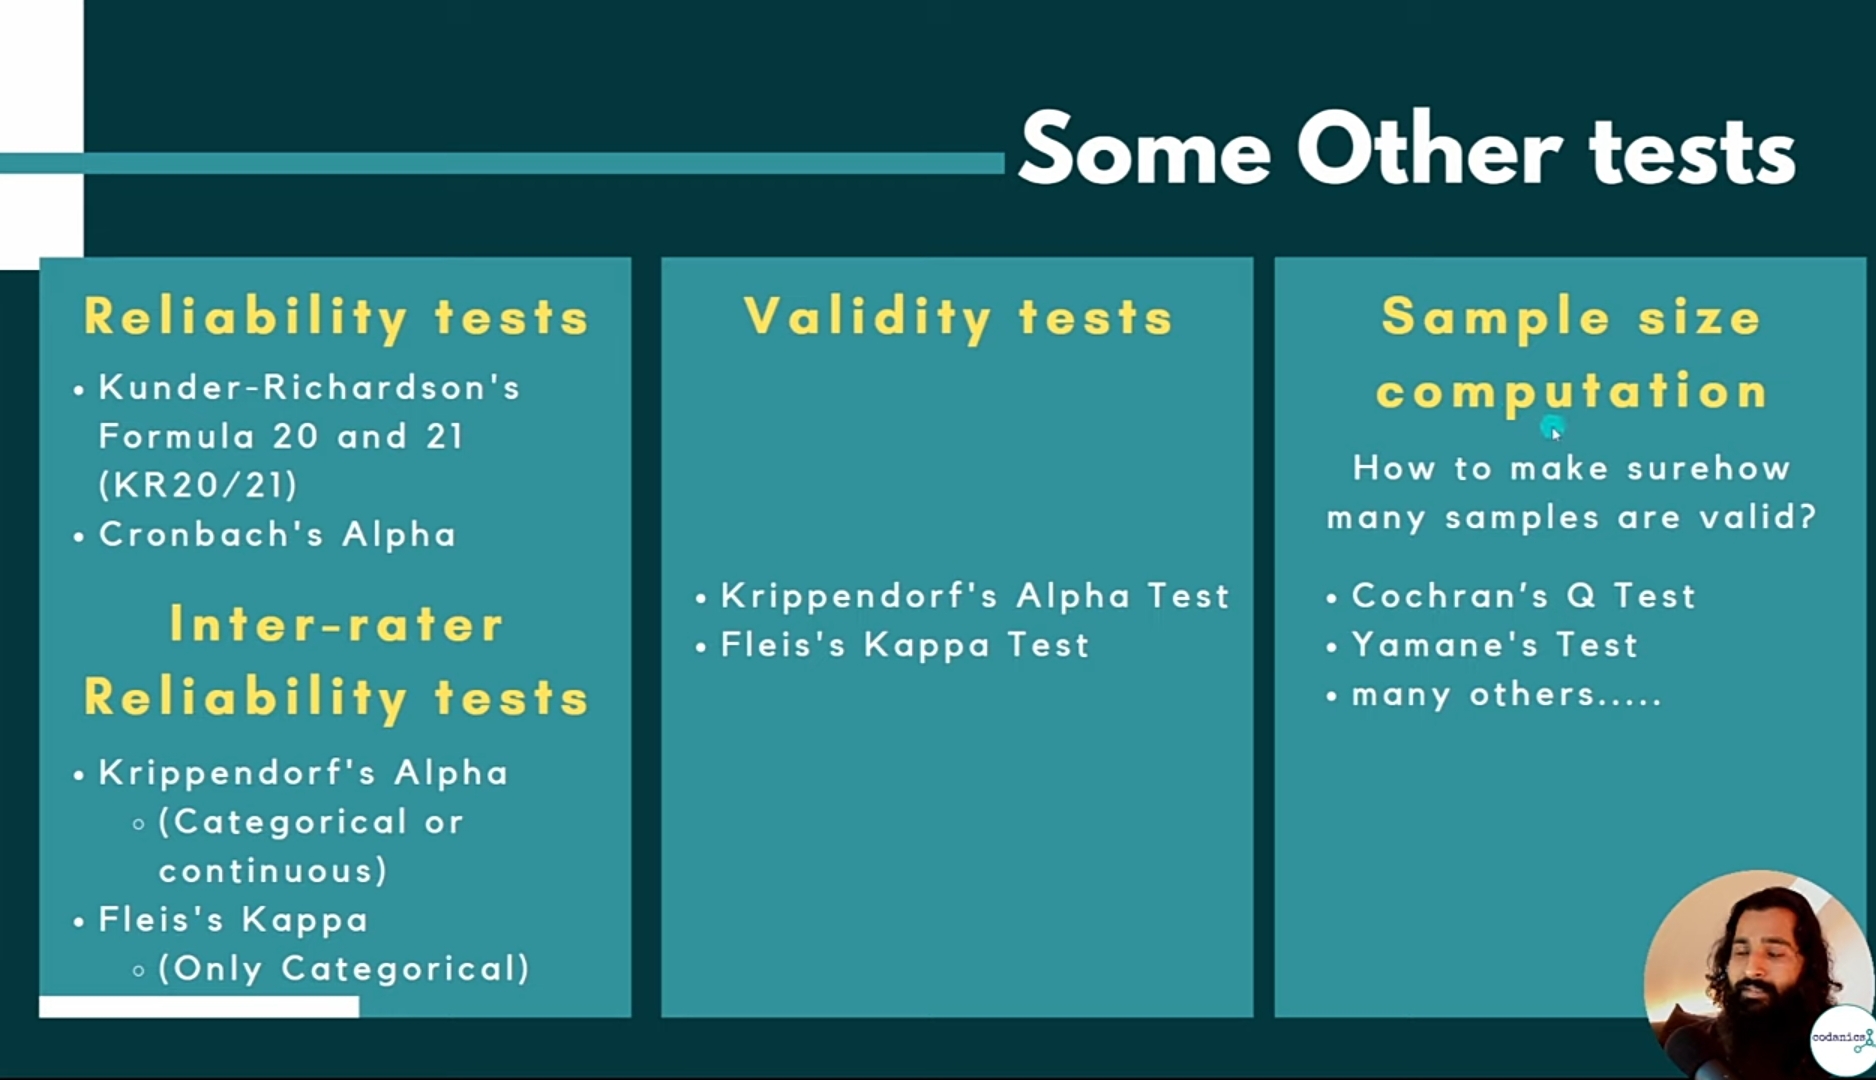 Some Other tests
Reliability tests
• Kunder-Richardson's
Formula 20 and 21
(KR20/21)
• Cronbach's Alpha
Inter-rater
Reliability tests
• Krippendorf's Alpha
◦ (Categorical or
continuous)
• Fleis's Kappa
◦ (Only Categorical)
Validity tests
• Krippendorf's Alpha Test
• Fleis's Kappa Test
Sample size
computation
How to make surehow
many samples are valid?
• Cochran’s Q Test
• Yamane's Test
• many others.....
codanics